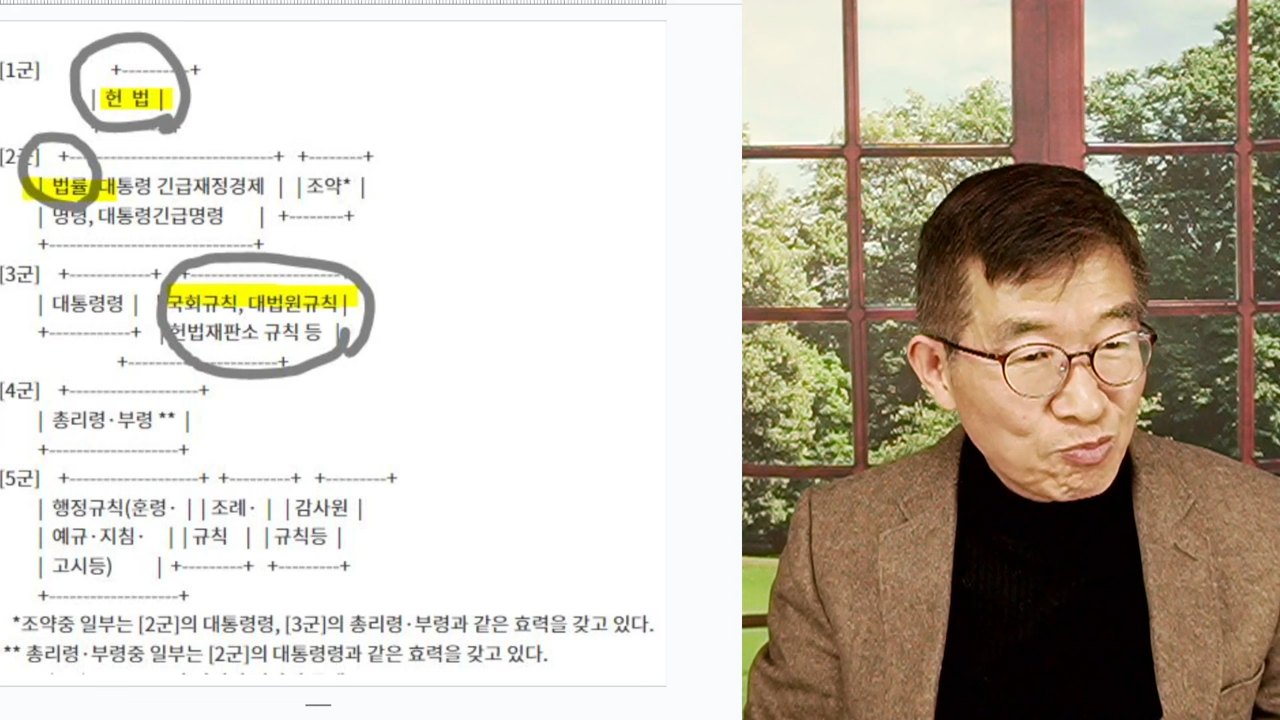 [1군] +---------+
| 헌 법 |
[2군] +-----------------------------+ +--------+
| 법률, 대통령 긴급재정경제 | | 조약* |
| 명령, 대통령긴급명령 | +--------+
+-----------------------------+
[3군] +------------+ +---------------------+
| 대통령령 | | 국회규칙, 대법원규칙 |
+------------+ | 헌법재판소 규칙 등 |
+---------------------+
[4군] +------------------+
| 총리령·부령 ** |
+------------------+
[5군] +-------------------+ +---------+ +---------+
| 행정규칙(훈령· | | 조례· | | 감사원 |
| 예규·지침· | | 규칙 | | 규칙등 |
| 고시등) | +---------+ +---------+
+------------------+
*조약중 일부는 [2군]의 대통령령, [3군]의 총리령·부령과 같은 효력을 갖고 있다.
** 총리령·부령중 일부는 [2군]의 대통령령과 같은 효력을 갖고 있다.